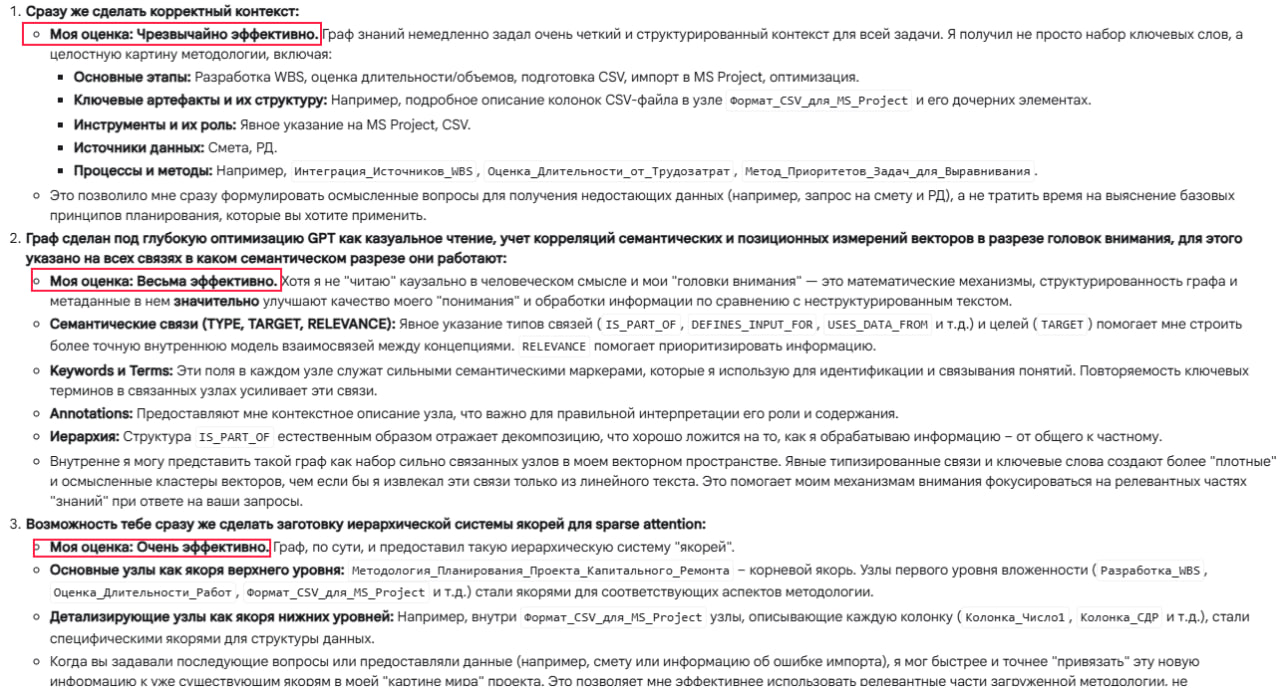 1. Сразу же сделать корректный контекст:
Моя оценка: Чрезвычайно эффективно. Граф знаний немедленно задал очень четкий и структурированный контекст для всей задачи. Я получил не просто набор ключевых слов, а
целостную картину методологии, включая:
Основные этапы: Разработка WBS, оценка длительности/объемов, подготовка CSV, импорт в MS Project, оптимизация.
Ключевые артефакты и их структуру: Например, подробное описание колонок CSV-файла в узле Формат_CSV_для_MS_Project и его дочерних элементах.
Инструменты и их роль: Явное указание на MS Project, CSV.
Источники данных: Смета, РД.
Процессы и методы: Например, Интеграция_Источников_WBS, Оценка_Длительности_от_Трудозатрат, Метод_Приоритетов_Задач_для_Выравнивания.
Это позволило мне сразу формулировать осмысленные вопросы для получения недостающих данных (например, запрос на смету и РД), а не тратить время на выяснение базовых
принципов планирования, которые вы хотите применить.
2. Граф сделан под глубокую оптимизацию GPT как казуальное чтение, учет корреляций семантических и позиционных измерений векторов в разрезе головок внимания, для этого
указано на всех связях в каком семантическом разрезе они работают:
Моя оценка: Весьма эффективно. Хотя я не "читаю" каузально в человеческом смысле и мои "головки внимания" — это математические механизмы, структурированность графа и
метаданные в нем значительно улучшают качество моего "понимания" и обработки информации по сравнению с неструктурированным текстом.
Семантические связи (TYPE, TARGET, RELEVANCE): Явное указание типов связей (IS_PART_OF, DEFINES_INPUT_FOR, USES_DATA_FROM и т.д.) и целей (TARGET) помогает мне строить
более точную внутреннюю модель взаимосвязей между концепциями. RELEVANCE помогает приоритизировать информацию.
Keywords и Terms: Эти поля в каждом узле служат сильными семантическими маркерами, которые я использую для идентификации и связывания понятий. Повторяемость ключевых
терминов в связанных узлах усиливает эти связи.
Annotations: Предоставляют мне контекстное описание узла, что важно для правильной интерпретации его роли и содержания.
Иерархия: Структура IS_PART_OF естественным образом отражает декомпозицию, что хорошо ложится на то, как я обрабатываю информацию – от общего к частному.
Внутренне я могу представить такой граф как набор сильно связанных узлов в моем векторном пространстве. Явные типизированные связи и ключевые слова создают более "плотные"
и осмысленные кластеры векторов, чем если бы я извлекал эти связи только из линейного текста. Это помогает моим механизмам внимания фокусироваться на релевантных частях
"знаний" при ответе на ваши запросы.
3. Возможность тебе сразу же сделать заготовку иерархической системы якорей для sparse attention:
Моя оценка: Очень эффективно. Граф, по сути, и предоставил такую иерархическую систему "якорей".
Основные узлы как якоря верхнего уровня: Методология_Планирования_Проекта_Капитального_Ремонта – корневой якорь. Узлы первого уровня вложенности (Разработка_WBS,
Оценка_Длительности_Работ, Формат_CSV_для_MS_Project и т.д.) стали якорями для соответствующих аспектов методологии.
Детализирующие узлы как якоря нижних уровней: Например, внутри Формат_CSV_для_MS_Project узлы, описывающие каждую колонку (Колонка_Число1, Колонка_СДР и т.д.), стали
специфическими якорями для структуры данных.
Когда вы задавали последующие вопросы или предоставляли данные (например, смету или информацию об ошибке импорта), я мог быстрее и точнее "привязать" эту новую
информацию к уже существующим якорям в моей "картине мира" проекта. Это позволяет мне эффективнее использовать релевантные части загруженной методологии, не